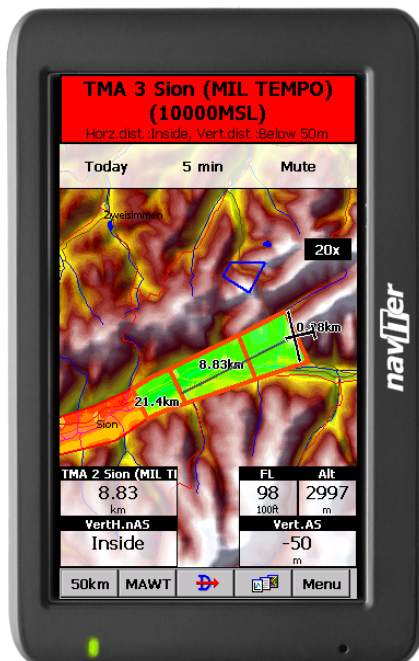 TMA 3 Sion (MIL TEMPO)
(10000MSL)
Horz.dist.:Inside, Vert.dist.:Below 50m
Today 5 min Mute
Zweisimmen
20x
0.78km
8.83km
21.4km
Sion
TMA 2 Sion (MIL TI FL Alt
8.83 98 2997
km 100ft m
VertH.nAS Vert.AS
Inside -50
m
50km MAWT Menu
naviter